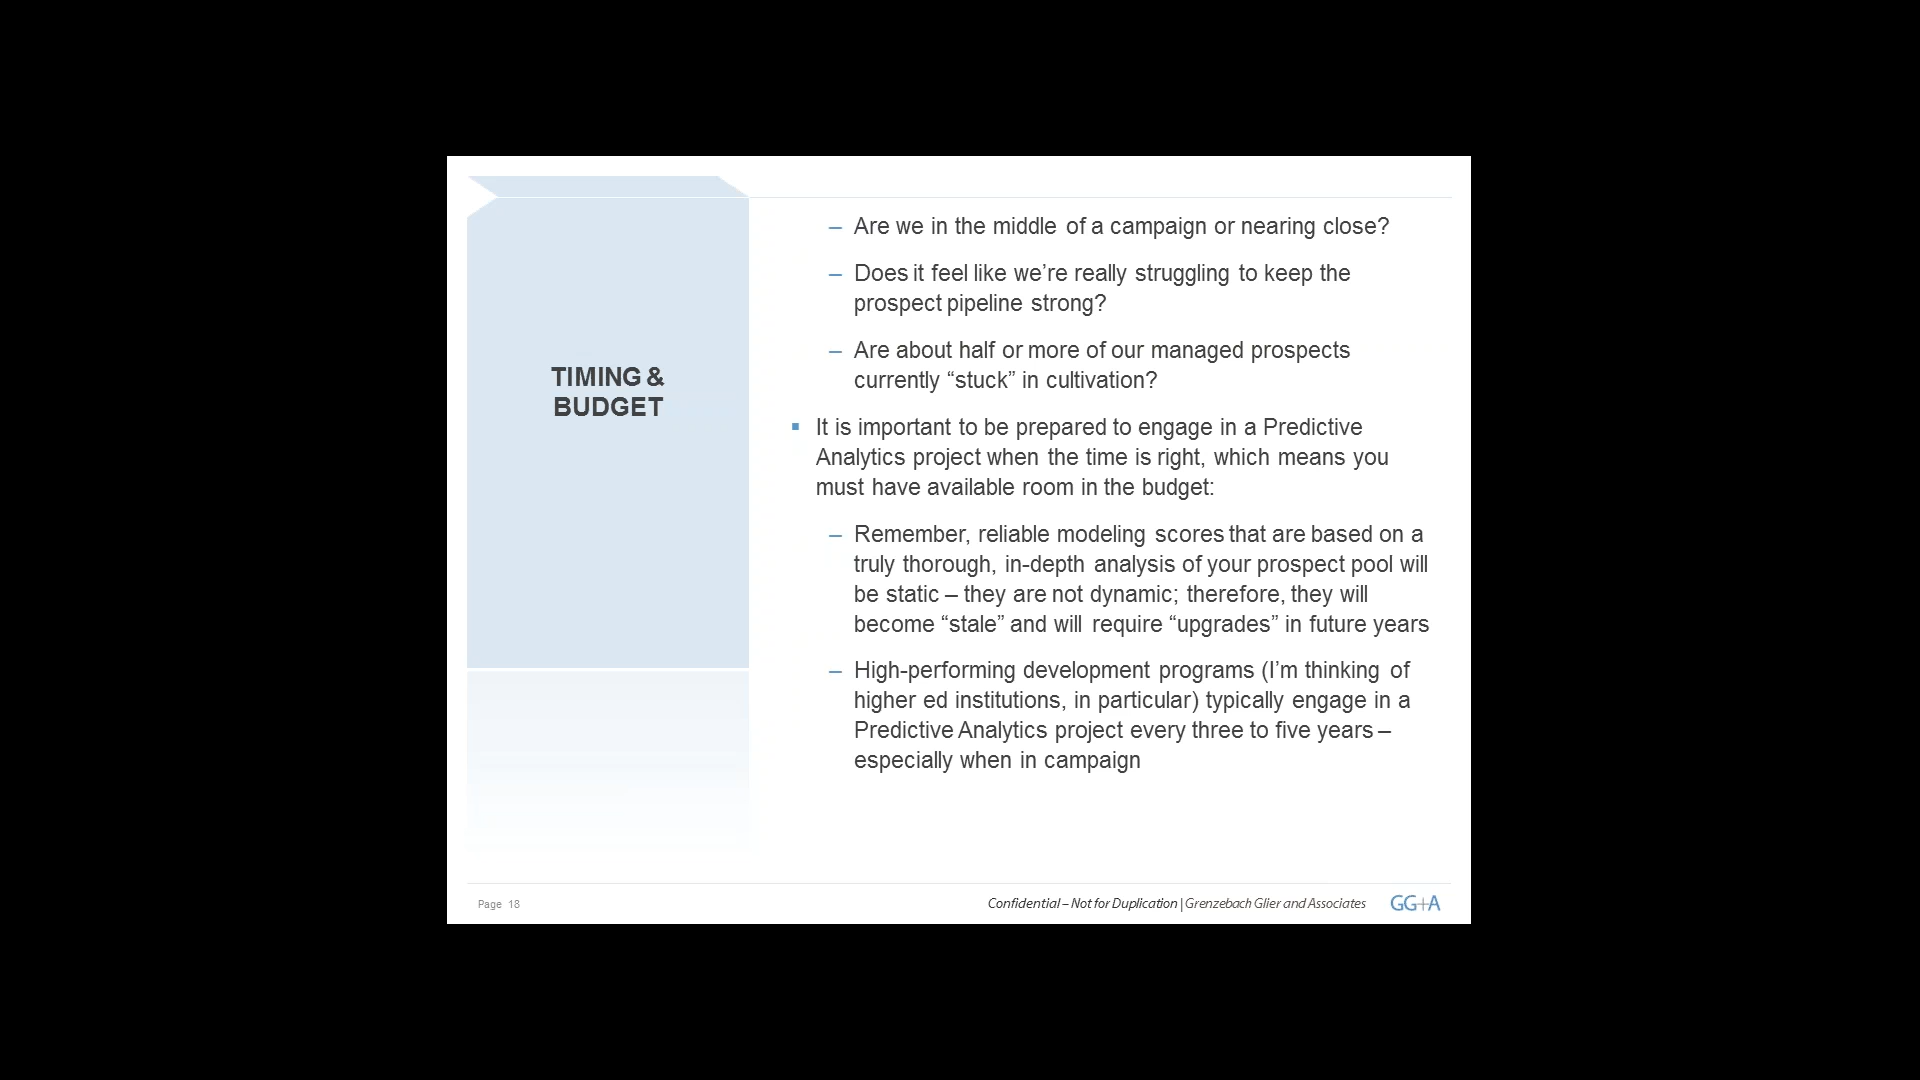 TIMING &
BUDGET
– Are we in the middle of a campaign or nearing close?
– Does it feel like we’re really struggling to keep the
prospect pipeline strong?
– Are about half or more of our managed prospects
currently “stuck” in cultivation?
▪ It is important to be prepared to engage in a Predictive
Analytics project when the time is right, which means you
must have available room in the budget:
– Remember, reliable modeling scores that are based on a
truly thorough, in-depth analysis of your prospect pool will
be static – they are not dynamic; therefore, they will
become “stale” and will require “upgrades” in future years
– High-performing development programs (I’m thinking of
higher ed institutions, in particular) typically engage in a
Predictive Analytics project every three to five years –
especially when in campaign
Page 18
Confidential – Not for Duplication | Grenzebach Glier and Associates
GG+A